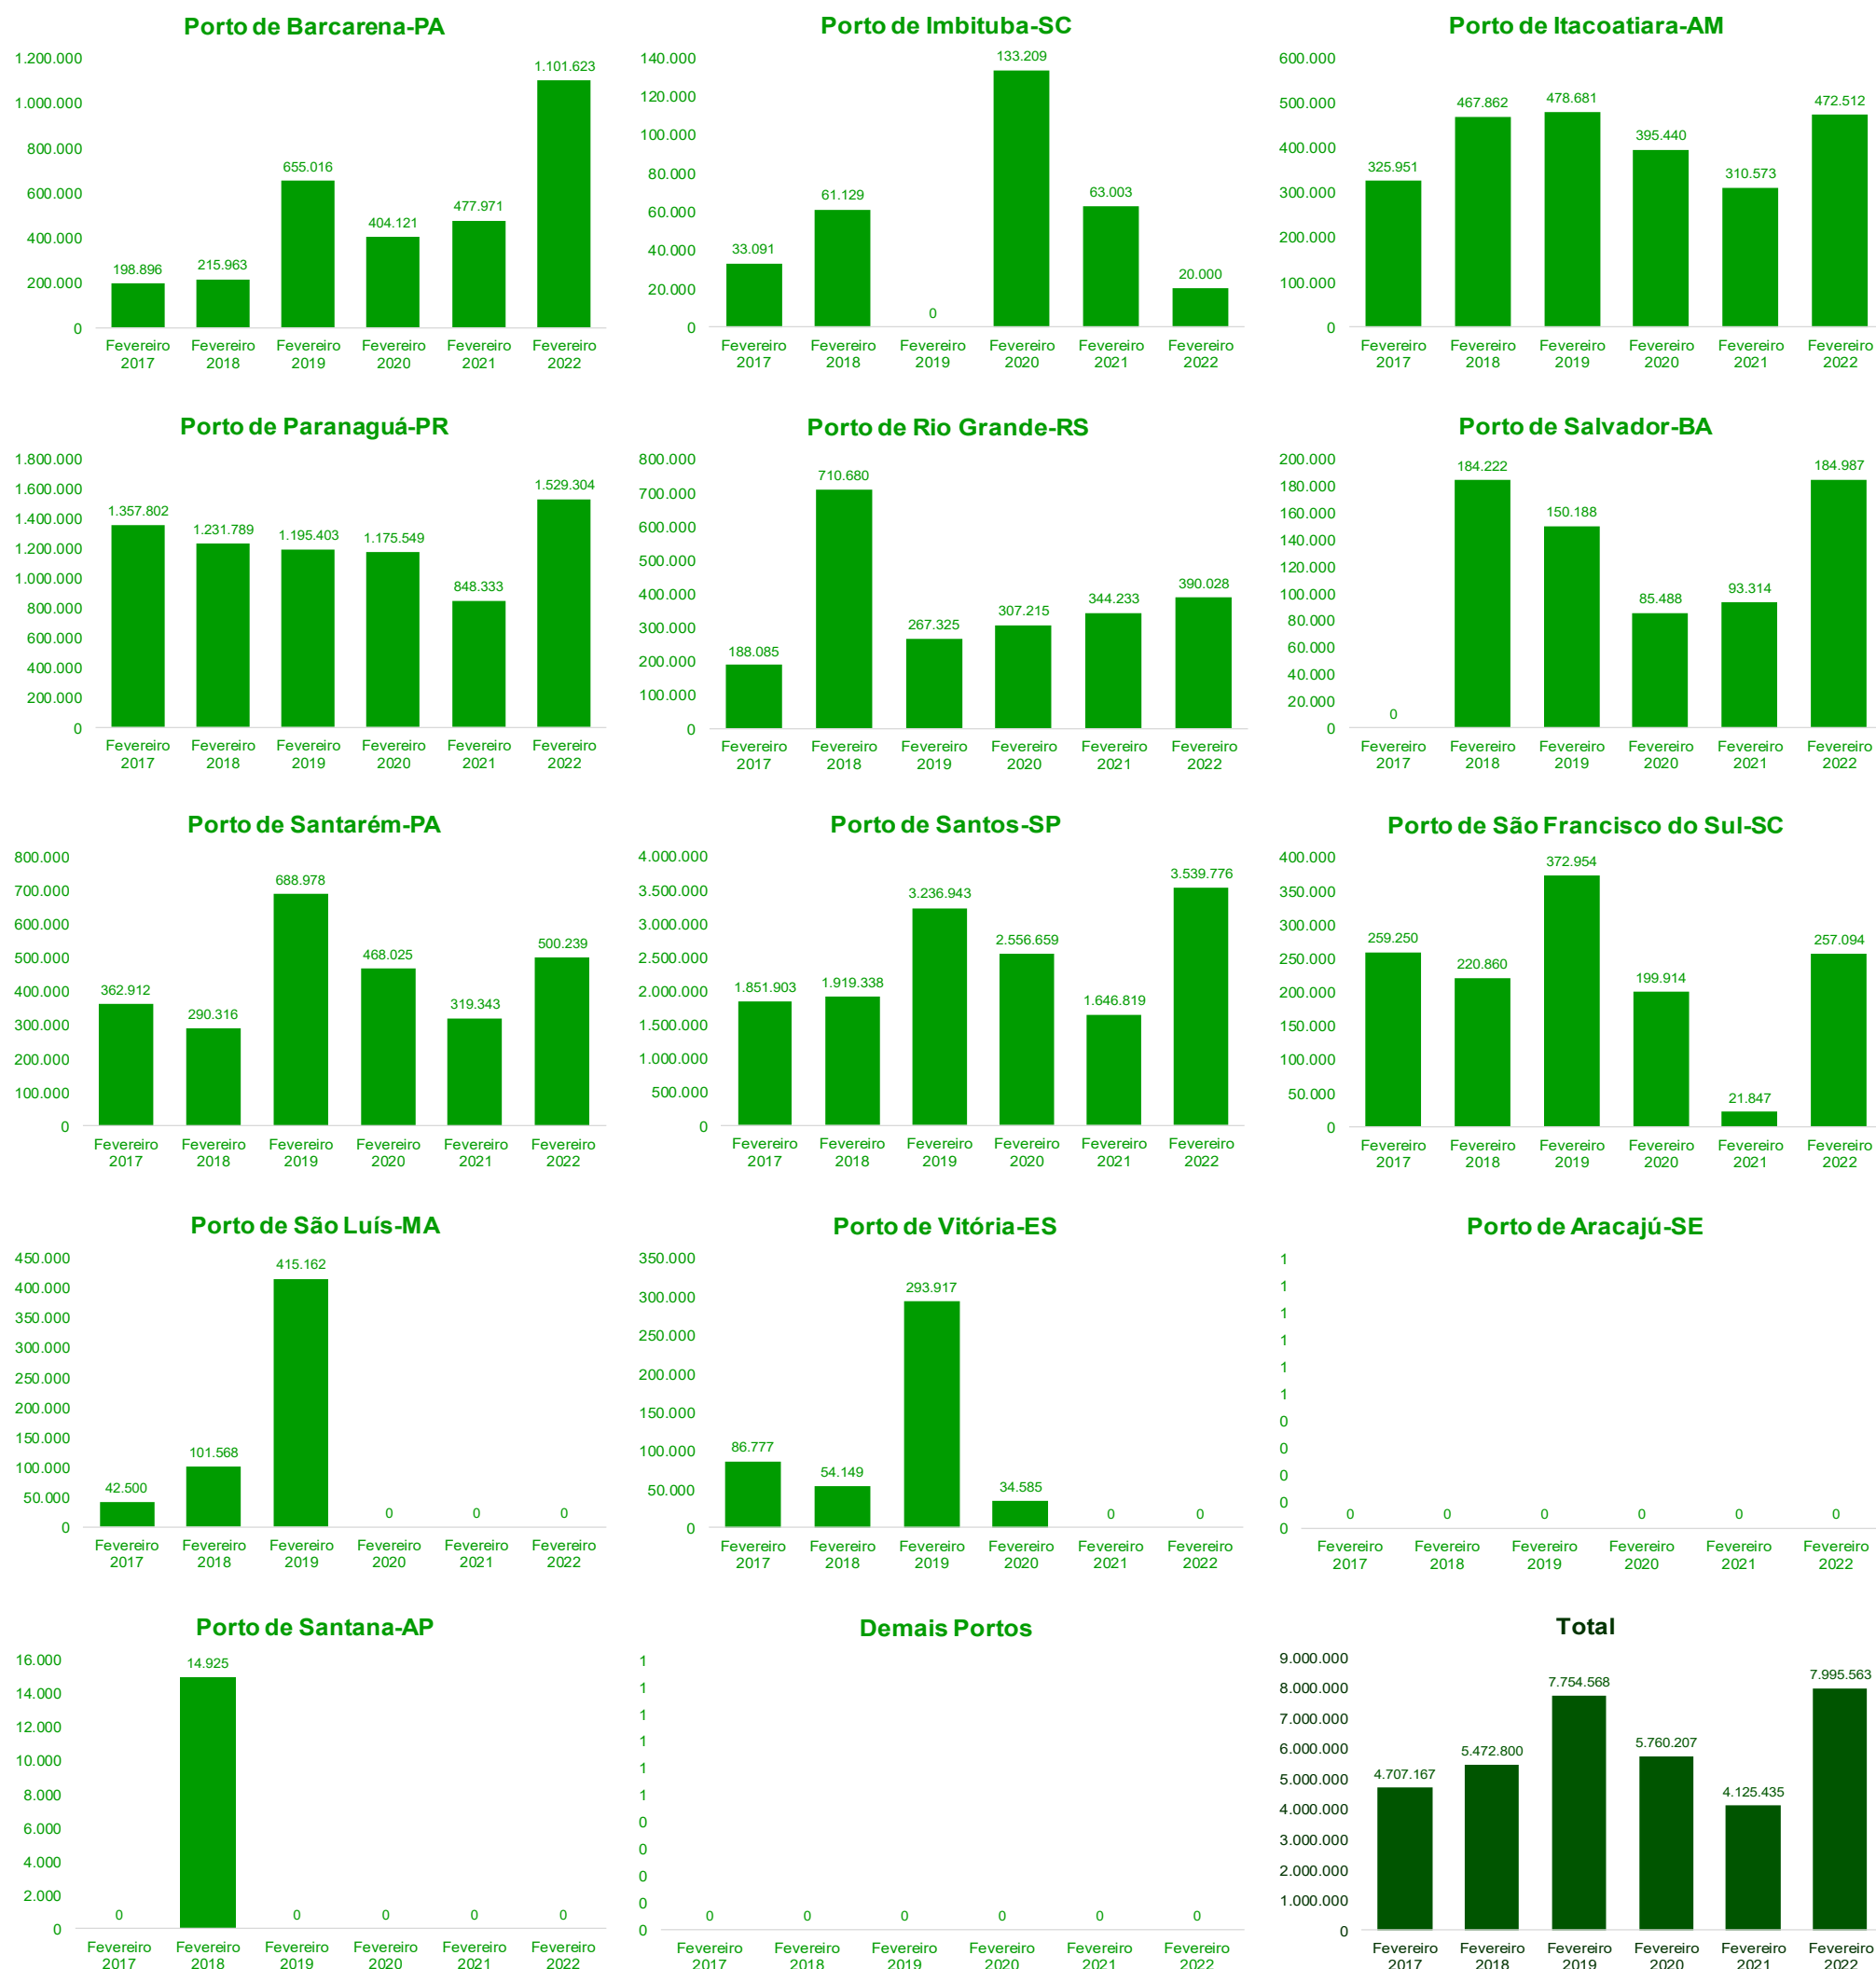 Porto de Barcarena-PA
1.200.000
1.000.000
800.000
600.000
400.000
200.000
0
198.896
215.963
655.016
404.121
477.971
1.101.623
Fevereiro 2017
Fevereiro 2018
Fevereiro 2019
Fevereiro 2020
Fevereiro 2021
Fevereiro 2022
Porto de Imbituba-SC
140.000
120.000
100.000
80.000
60.000
40.000
20.000
0
33.091
61.129
0
133.209
63.003
20.000
Fevereiro 2017
Fevereiro 2018
Fevereiro 2019
Fevereiro 2020
Fevereiro 2021
Fevereiro 2022
Porto de Itacoatiara-AM
600.000
500.000
400.000
300.000
200.000
100.000
0
325.951
467.862
478.681
395.440
310.573
472.512
Fevereiro 2017
Fevereiro 2018
Fevereiro 2019
Fevereiro 2020
Fevereiro 2021
Fevereiro 2022
Porto de Paranaguá-PR
1.800.000
1.600.000
1.400.000
1.200.000
1.000.000
800.000
600.000
400.000
200.000
0
1.357.802
1.231.789
1.195.403
1.175.549
848.333
1.529.304
Fevereiro 2017
Fevereiro 2018
Fevereiro 2019
Fevereiro 2020
Fevereiro 2021
Fevereiro 2022
Porto de Rio Grande-RS
800.000
700.000
600.000
500.000
400.000
300.000
200.000
100.000
0
188.085
710.680
267.325
307.215
344.233
390.028
Fevereiro 2017
Fevereiro 2018
Fevereiro 2019
Fevereiro 2020
Fevereiro 2021
Fevereiro 2022
Porto de Salvador-BA
200.000
180.000
160.000
140.000
120.000
100.000
80.000
60.000
40.000
20.000
0
0
184.222
150.188
85.488
93.314
184.987
Fevereiro 2017
Fevereiro 2018
Fevereiro 2019
Fevereiro 2020
Fevereiro 2021
Fevereiro 2022
Porto de Santarém-PA
800.000
700.000
600.000
500.000
400.000
300.000
200.000
100.000
0
362.912
290.316
688.978
468.025
319.343
500.239
Fevereiro 2017
Fevereiro 2018
Fevereiro 2019
Fevereiro 2020
Fevereiro 2021
Fevereiro 2022
Porto de Santos-SP
4.000.000
3.500.000
3.000.000
2.500.000
2.000.000
1.500.000
1.000.000
500.000
0
1.851.903
1.919.338
3.236.943
2.556.659
1.646.819
3.539.776
Fevereiro 2017
Fevereiro 2018
Fevereiro 2019
Fevereiro 2020
Fevereiro 2021
Fevereiro 2022
Porto de São Francisco do Sul-SC
400.000
350.000
300.000
250.000
200.000
150.000
100.000
50.000
0
259.250
220.860
372.954
199.914
21.847
257.094
Fevereiro 2017
Fevereiro 2018
Fevereiro 2019
Fevereiro 2020
Fevereiro 2021
Fevereiro 2022
Porto de São Luís-MA
450.000
400.000
350.000
300.000
250.000
200.000
150.000
100.000
50.000
0
42.500
101.568
415.162
0
0
0
Fevereiro 2017
Fevereiro 2018
Fevereiro 2019
Fevereiro 2020
Fevereiro 2021
Fevereiro 2022
Porto de Vitória-ES
350.000
300.000
250.000
200.000
150.000
100.000
50.000
0
86.777
54.149
293.917
34.585
0
0
Fevereiro 2017
Fevereiro 2018
Fevereiro 2019
Fevereiro 2020
Fevereiro 2021
Fevereiro 2022
Porto de Aracajú-SE
1
1
1
1
1
1
0
0
0
0
0
0
0
0
0
0
0
Fevereiro 2017
Fevereiro 2018
Fevereiro 2019
Fevereiro 2020
Fevereiro 2021
Fevereiro 2022
Porto de Santana-AP
16.000
14.000
12.000
10.000
8.000
6.000
4.000
2.000
0
0
14.925
0
0
0
0
Fevereiro 2017
Fevereiro 2018
Fevereiro 2019
Fevereiro 2020
Fevereiro 2021
Fevereiro 2022
Demais Portos
1
1
1
1
1
1
0
0
0
0
0
0
0
0
0
0
0
Fevereiro 2017
Fevereiro 2018
Fevereiro 2019
Fevereiro 2020
Fevereiro 2021
Fevereiro 2022
Total
9.000.000
8.000.000
7.000.000
6.000.000
5.000.000
4.000.000
3.000.000
2.000.000
1.000.000
0
4.707.167
5.472.800
7.754.568
5.760.207
4.125.435
7.995.563
Fevereiro 2017
Fevereiro 2018
Fevereiro 2019
Fevereiro 2020
Fevereiro 2021
Fevereiro 2022